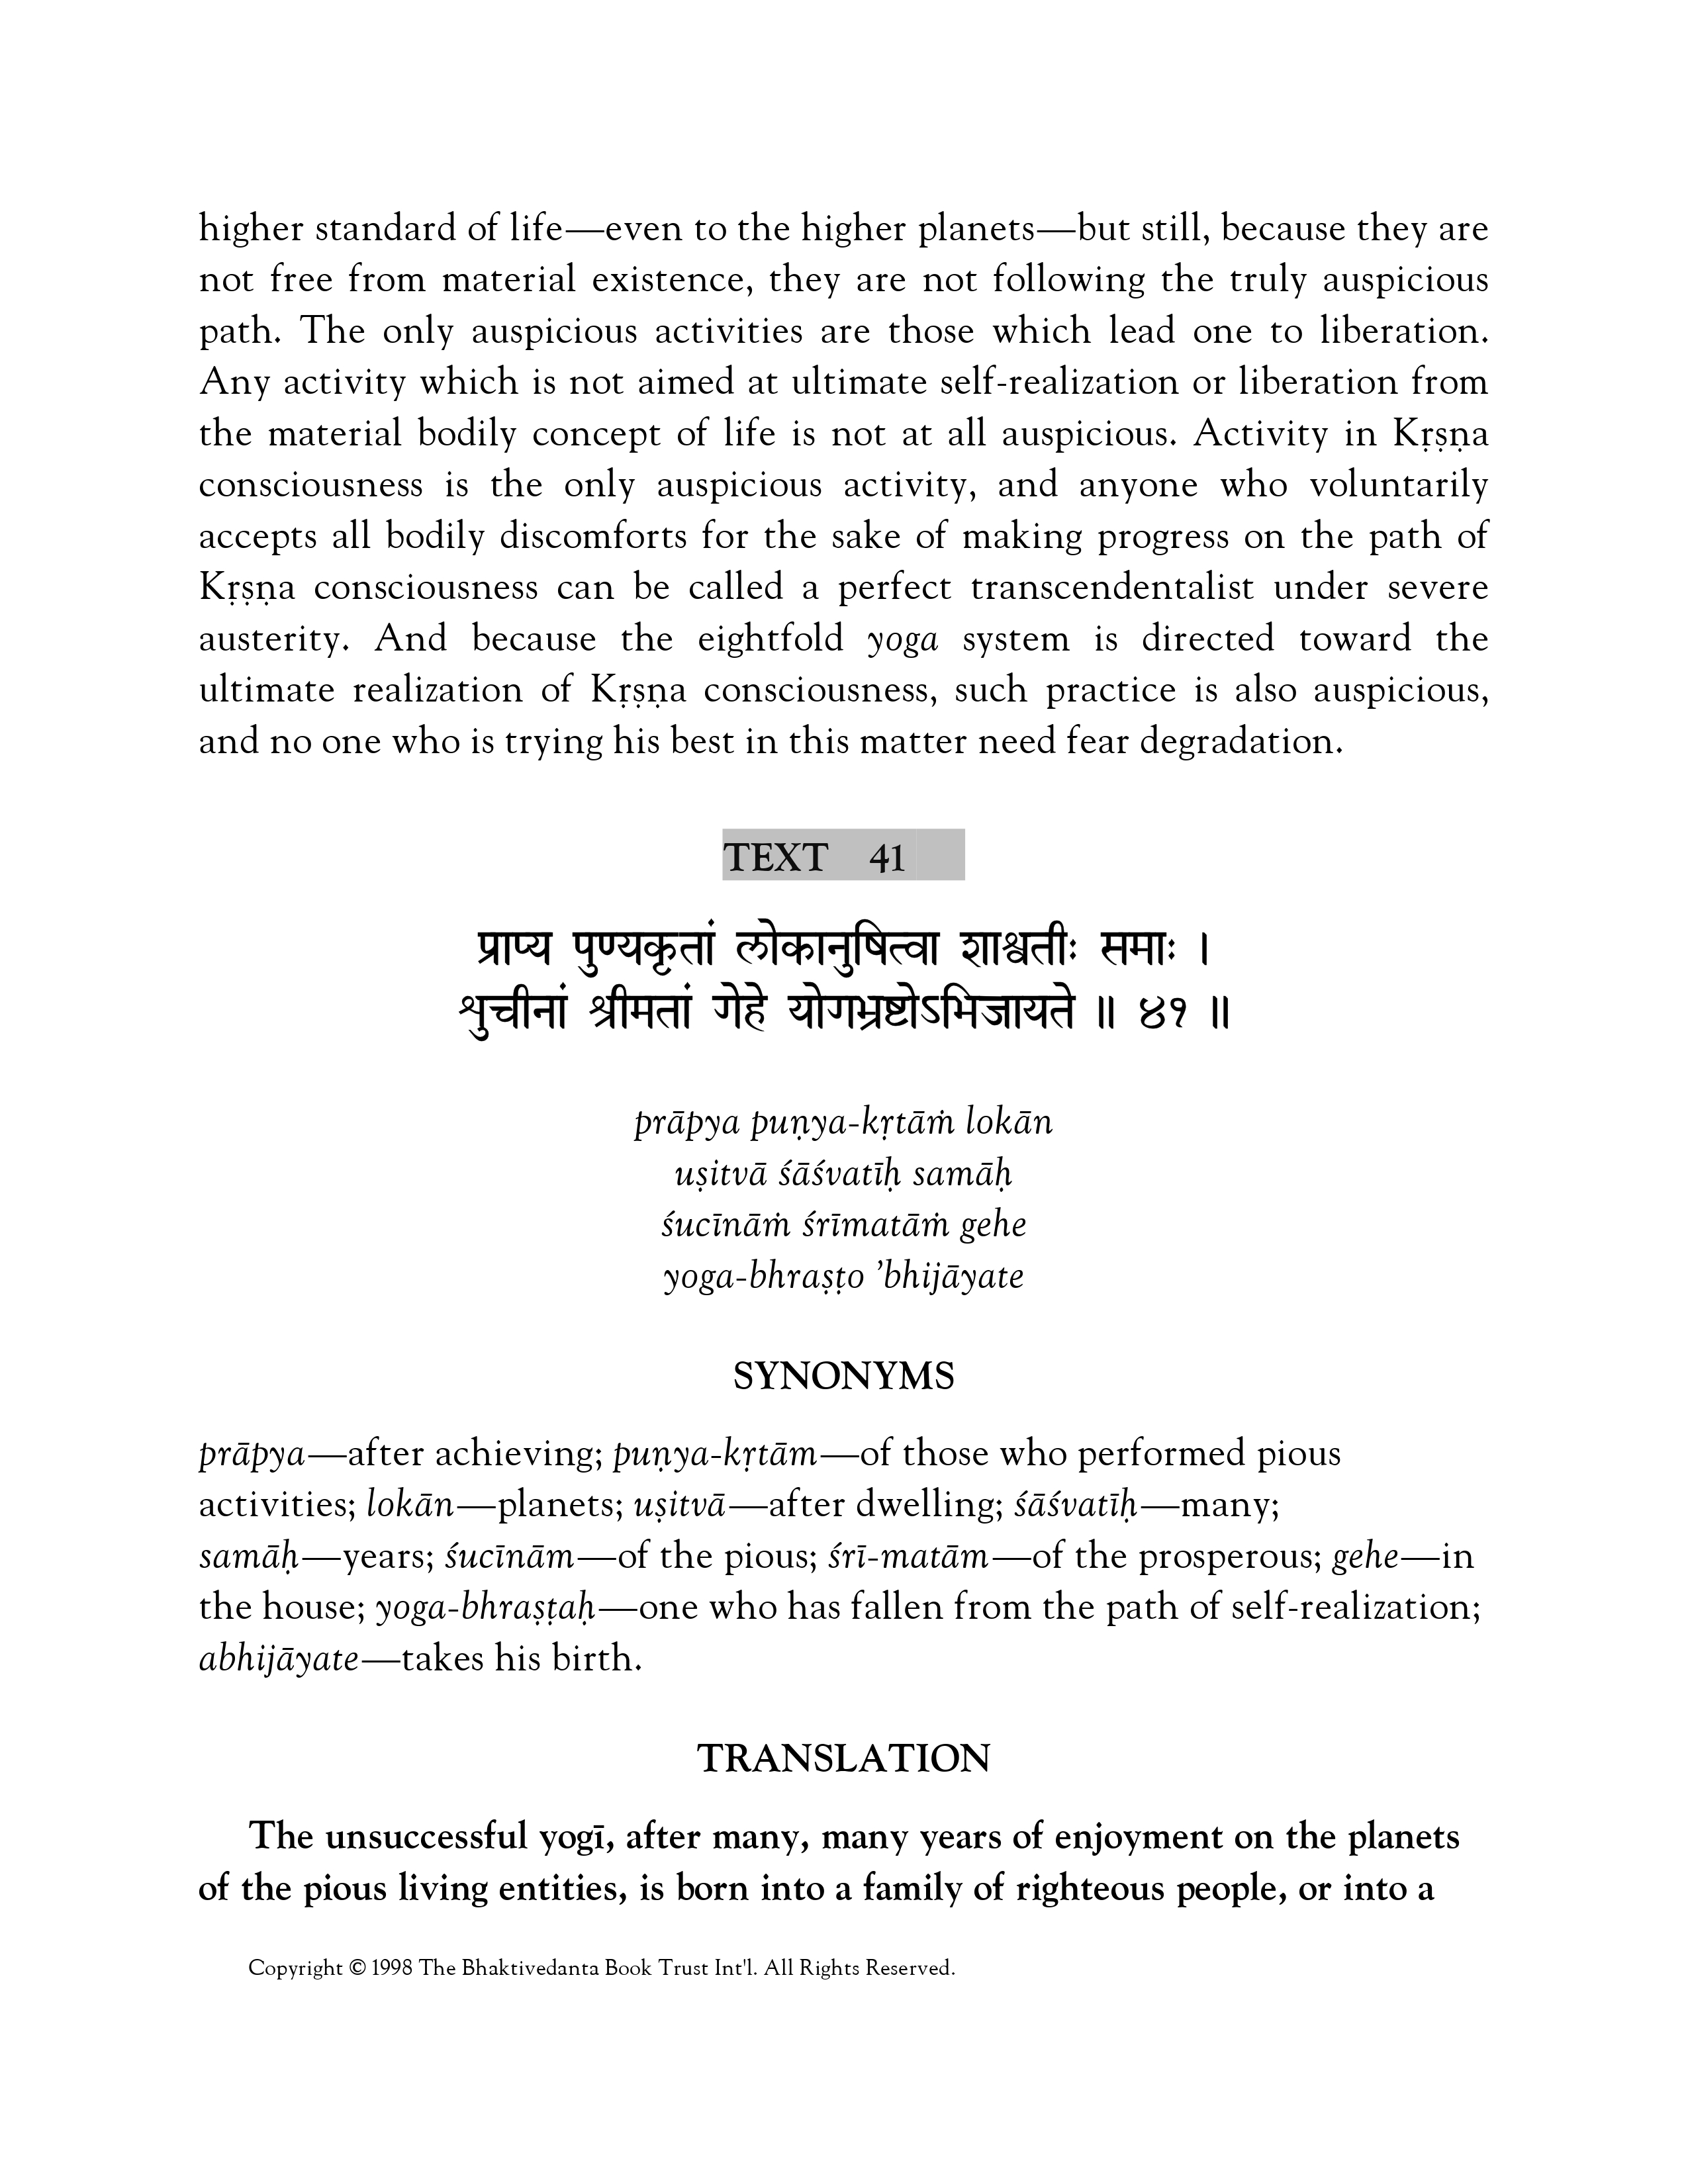 higher standard of life—even to the higher planets—but still, because they are
not free from material existence, they are not following the truly auspicious
path. The only auspicious activities are those which lead one to liberation.
Any activity which is not aimed at ultimate self-realization or liberation from
the material bodily concept of life is not at all auspicious. Activity in Kṛṣṇa
consciousness is the only auspicious activity, and anyone who voluntarily
accepts all bodily discomforts for the sake of making progress on the path of
Kṛṣṇa consciousness can be called a perfect transcendentalist under severe
austerity. And because the eightfold yoga system is directed toward the
ultimate realization of Kṛṣṇa consciousness, such practice is also auspicious,
and no one who is trying his best in this matter need fear degradation.
TEXT 41
प्राप्य पुण्यकृतां लोकानुषित्वा शाश्वतीः समाः ।
शुचीनां श्रीमतां गेहे योगभ्रष्टोऽभिजायते ॥ ४१ ॥
prāpya puṇya-kṛtāṁ lokān
uṣitvā śāśvatīḥ samāḥ
śucīnāṁ śrīmatāṁ gehe
yoga-bhraṣṭo ’bhijāyate
SYNONYMS
prāpya—after achieving; puṇya-kṛtām—of those who performed pious
activities; lokān—planets; uṣitvā—after dwelling; śāśvatīḥ—many;
samāḥ—years; śucīnām—of the pious; śrī-matām—of the prosperous; gehe—in
the house; yoga-bhraṣṭaḥ—one who has fallen from the path of self-realization;
abhijāyate—takes his birth.
TRANSLATION
The unsuccessful yogī, after many, many years of enjoyment on the planets
of the pious living entities, is born into a family of righteous people, or into a
Copyright © 1998 The Bhaktivedanta Book Trust Int'l. All Rights Reserved.